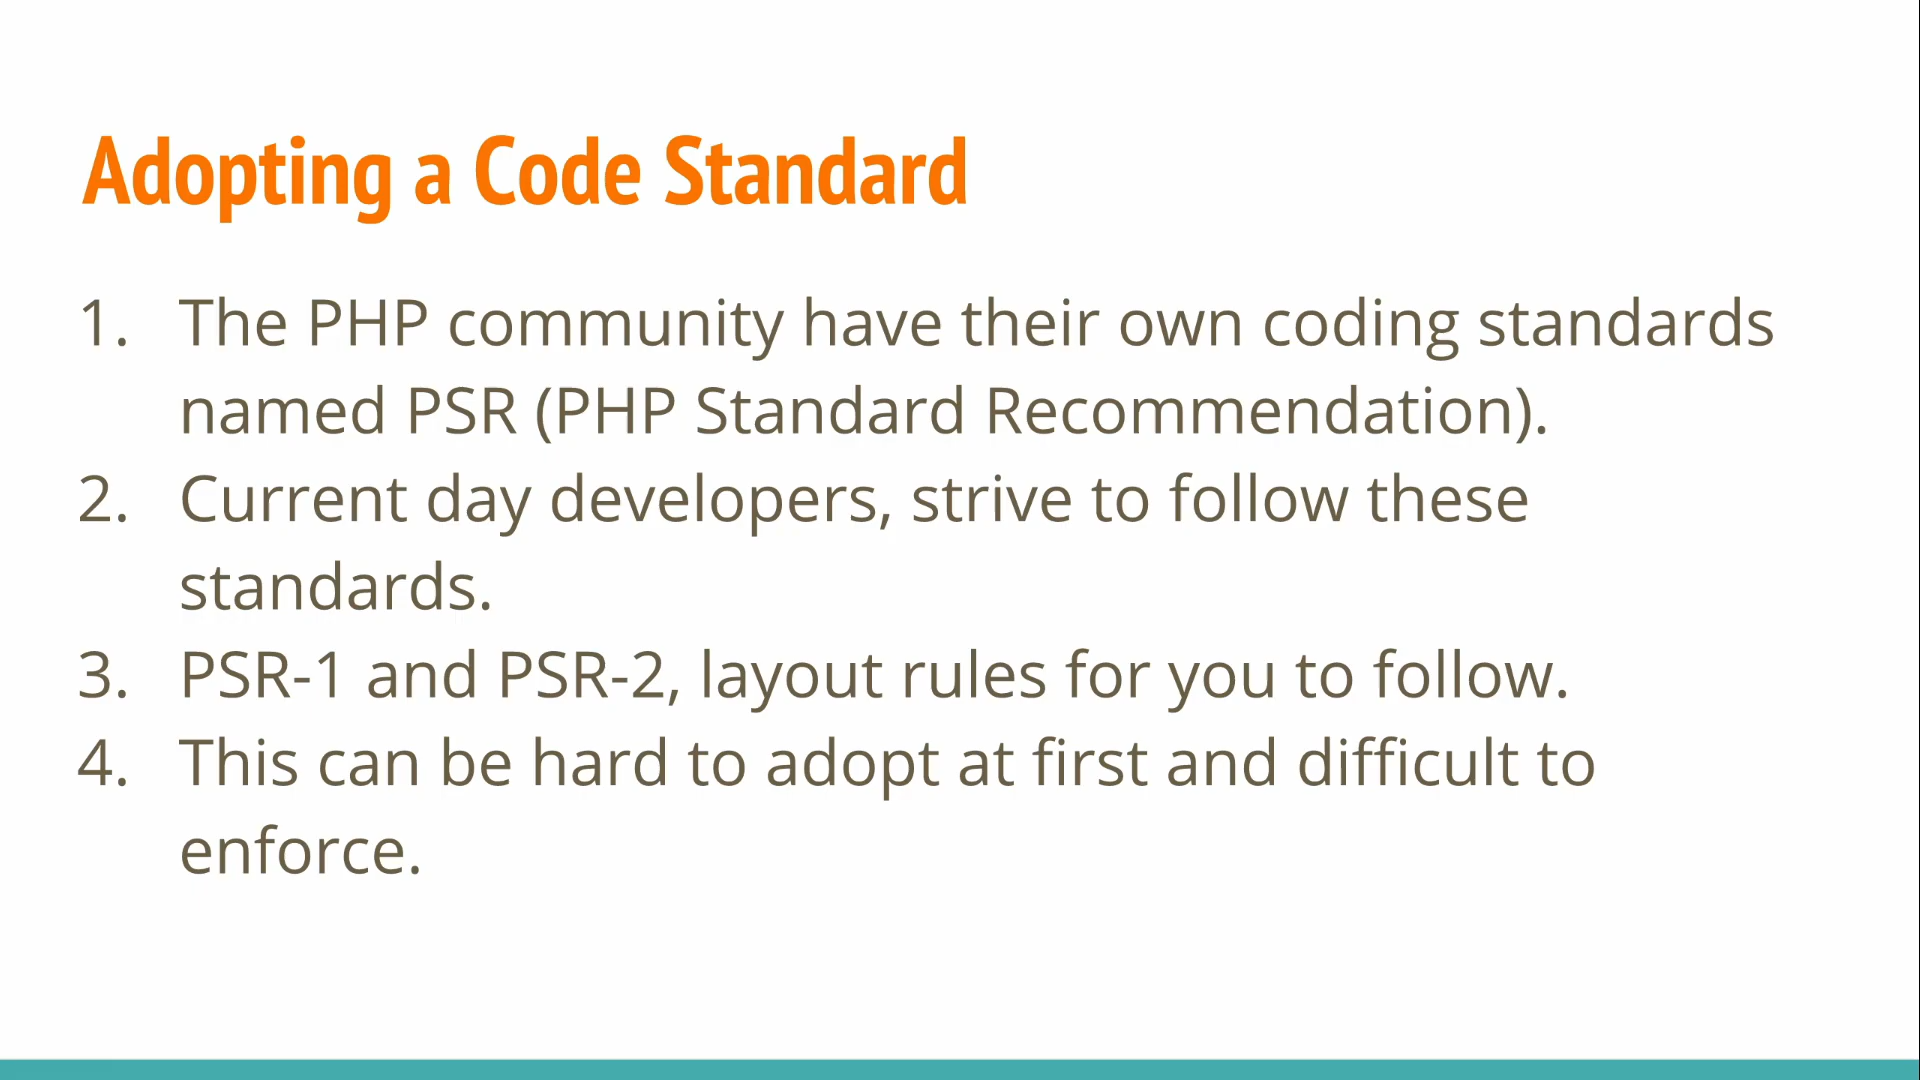 Adopting a Code Standard
1. The PHP community have their own coding standards
named PSR (PHP Standard Recommendation).
2. Current day developers, strive to follow these
standards.
3. PSR-1 and PSR-2, layout rules for you to follow.
4. This can be hard to adopt at first and difficult to
enforce.